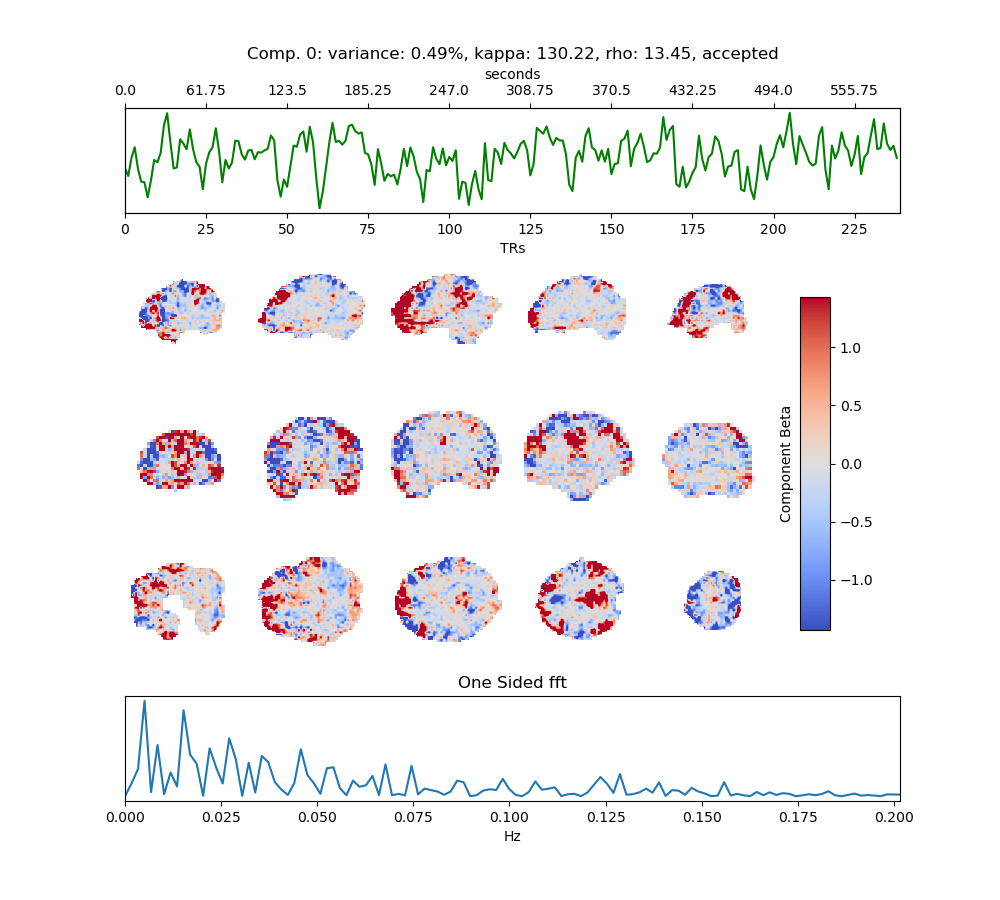 Comp. 0: variance: 0.49%, kappa: 130.22, rho: 13.45, accepted
seconds
0.0 61.75 123.5 185.25 247.0 308.75 370.5 432.25 494.0 555.75
0 25 50 75 100 125 150 175 200 225
TRs
1.0
0.5
0.0
−0.5
−1.0
Component Beta
One Sided fft
0.000 0.025 0.050 0.075 0.100 0.125 0.150 0.175 0.200
Hz